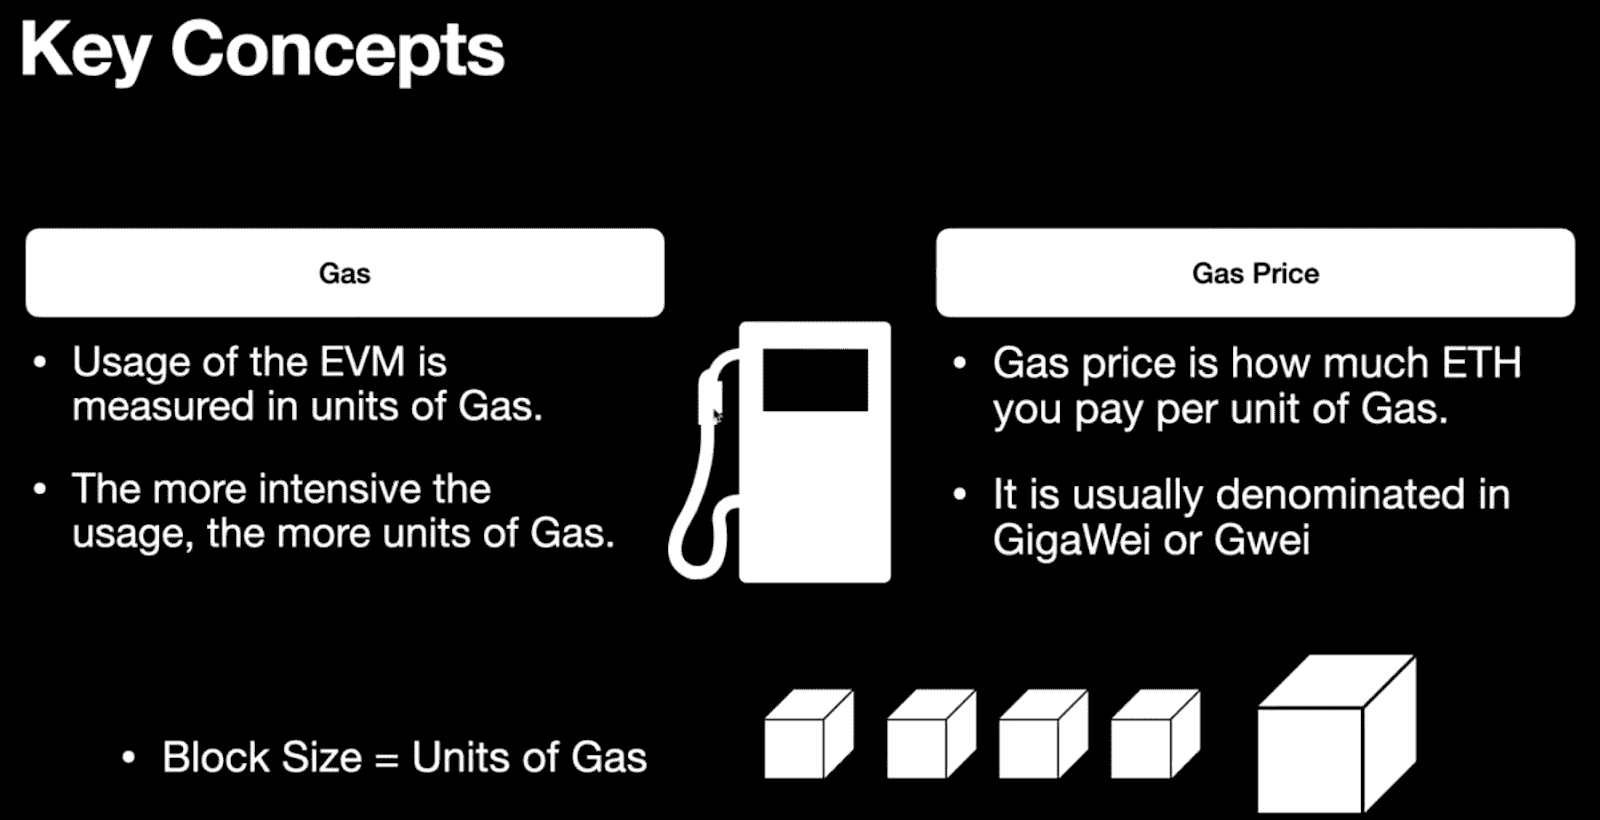 Key Concepts
Gas
• Usage of the EVM is
measured in units of Gas.
• The more intensive the
usage, the more units of Gas.
Gas Price
• Gas price is how much ETH
you pay per unit of Gas.
• It is usually denominated in
GigaWei or Gwei
• Block Size = Units of Gas